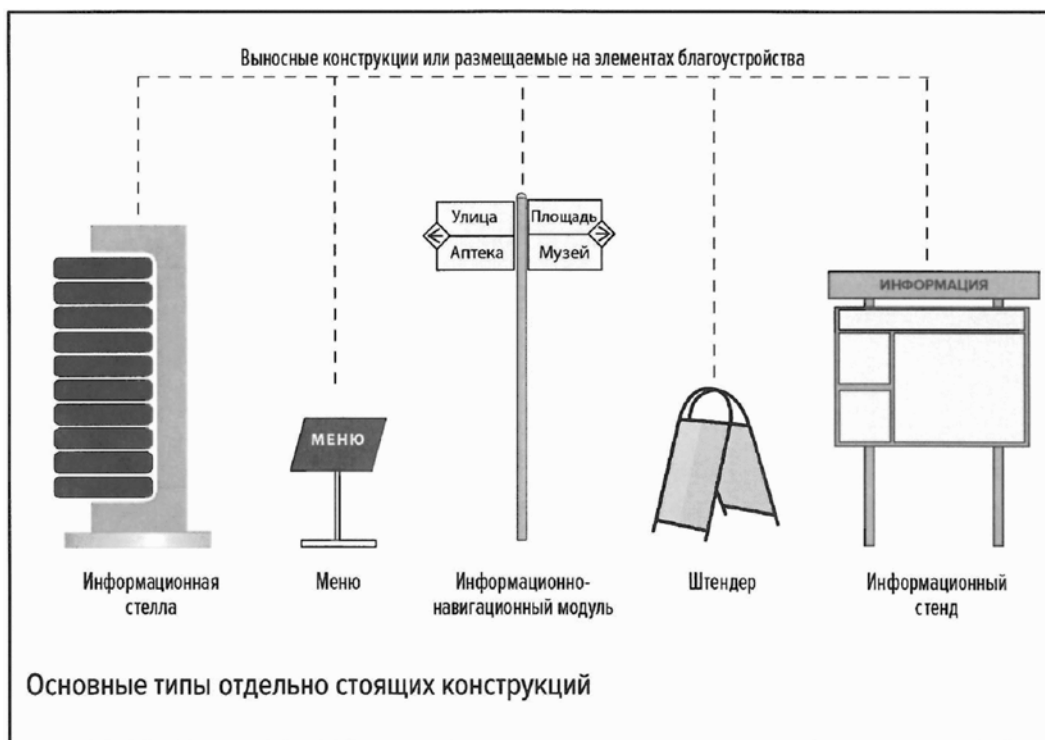 Выносные конструкции или размещаемые на элементах благоустройства
Улица
Площадь
Аптека
Музей
ИНФОРМАЦИЯ
МЕНЮ
Информационная
стелла
Меню
Информационно-
навигационный модуль
Штендер
Информационный
стенд
Основные типы отдельно стоящих конструкций